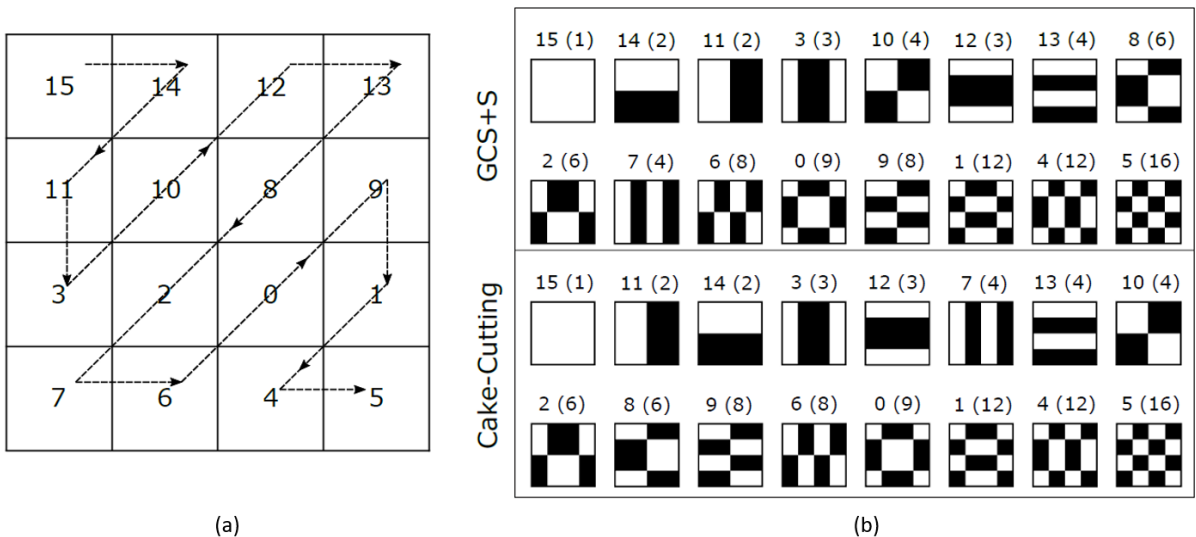 15 14 12 13
11 10 8 9
3 2 0 1
7 6 4 5
(a)
GCS+S
15 (1) 14 (2) 11 (2) 3 (3) 10 (4) 12 (3) 13 (4) 8 (6)
2 (6) 7 (4) 6 (8) 0 (9) 9 (8) 1 (12) 4 (12) 5 (16)
Cake-Cutting
15 (1) 11 (2) 14 (2) 3 (3) 12 (3) 7 (4) 13 (4) 10 (4)
2 (6) 8 (6) 9 (8) 6 (8) 0 (9) 1 (12) 4 (12) 5 (16)
(b)